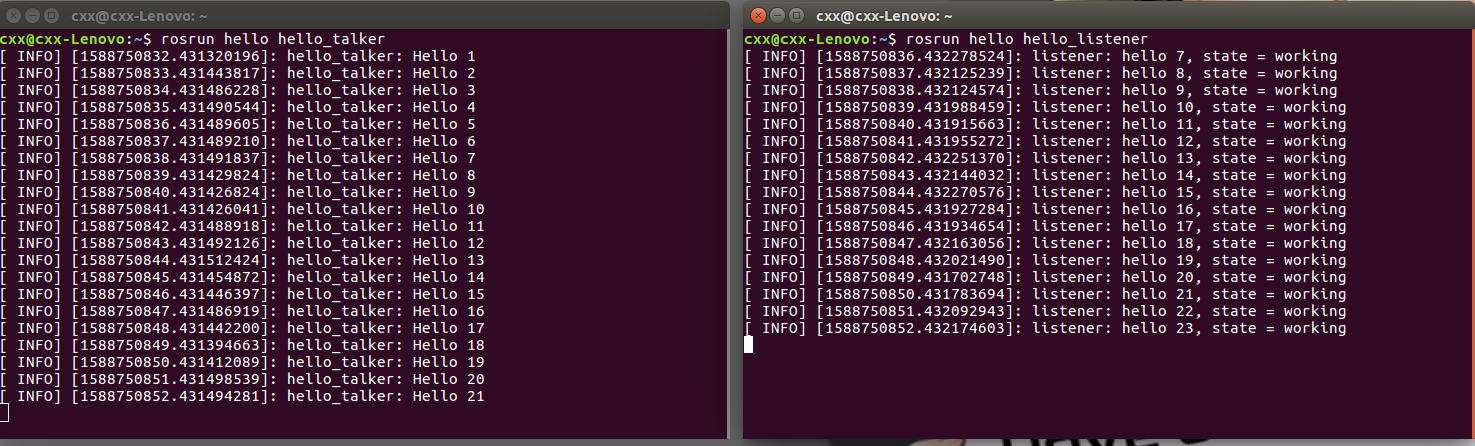 cxx@cxx-Lenovo: ~
cxx@cxx-Lenovo:~$ rosrun hello hello_talker
[ INFO] [1588750832.431320196]: hello_talker: Hello 1
[ INFO] [1588750833.431443817]: hello_talker: Hello 2
[ INFO] [1588750834.431486228]: hello_talker: Hello 3
[ INFO] [1588750835.431490544]: hello_talker: Hello 4
[ INFO] [1588750836.431489605]: hello_talker: Hello 5
[ INFO] [1588750837.431489210]: hello_talker: Hello 6
[ INFO] [1588750838.431491837]: hello_talker: Hello 7
[ INFO] [1588750839.431429824]: hello_talker: Hello 8
[ INFO] [1588750840.431426824]: hello_talker: Hello 9
[ INFO] [1588750841.431426041]: hello_talker: Hello 10
[ INFO] [1588750842.431488918]: hello_talker: Hello 11
[ INFO] [1588750843.431492126]: hello_talker: Hello 12
[ INFO] [1588750844.431512424]: hello_talker: Hello 13
[ INFO] [1588750845.431454872]: hello_talker: Hello 14
[ INFO] [1588750846.431446397]: hello_talker: Hello 15
[ INFO] [1588750847.431486919]: hello_talker: Hello 16
[ INFO] [1588750848.431442200]: hello_talker: Hello 17
[ INFO] [1588750849.431394663]: hello_talker: Hello 18
[ INFO] [1588750850.431412089]: hello_talker: Hello 19
[ INFO] [1588750851.431498539]: hello_talker: Hello 20
[ INFO] [1588750852.431494281]: hello_talker: Hello 21
cxx@cxx-Lenovo: ~
cxx@cxx-Lenovo:~$ rosrun hello hello_listener
[ INFO] [1588750836.432278524]: listener: hello 7, state = working
[ INFO] [1588750837.432125239]: listener: hello 8, state = working
[ INFO] [1588750838.432124574]: listener: hello 9, state = working
[ INFO] [1588750839.431988459]: listener: hello 10, state = working
[ INFO] [1588750840.431915663]: listener: hello 11, state = working
[ INFO] [1588750841.431955272]: listener: hello 12, state = working
[ INFO] [1588750842.432251370]: listener: hello 13, state = working
[ INFO] [1588750843.432144032]: listener: hello 14, state = working
[ INFO] [1588750844.432270576]: listener: hello 15, state = working
[ INFO] [1588750845.431927284]: listener: hello 16, state = working
[ INFO] [1588750846.431934654]: listener: hello 17, state = working
[ INFO] [1588750847.432163056]: listener: hello 18, state = working
[ INFO] [1588750848.432021490]: listener: hello 19, state = working
[ INFO] [1588750849.431702748]: listener: hello 20, state = working
[ INFO] [1588750850.431783694]: listener: hello 21, state = working
[ INFO] [1588750851.432092943]: listener: hello 22, state = working
[ INFO] [1588750852.432174603]: listener: hello 23, state = working